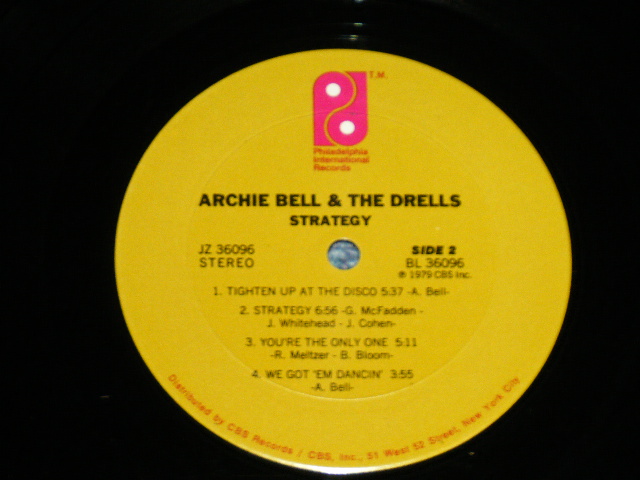 T.M.
Philadelphia
International
Records
ARCHIE BELL & THE DRELLS
STRATEGY
JZ 36096
STEREO
SIDE 2
BL 36096
℗ 1979 CBS Inc.
1. TIGHTEN UP AT THE DISCO 5:37 -A. Bell-
2. STRATEGY 6:56 -G. McFadden -
J. Whitehead - J. Cohen-
3. YOU'RE THE ONLY ONE 5:11
-R. Meltzer - B. Bloom-
4. WE GOT 'EM DANCIN' 3:55
-A. Bell-
Distributed by CBS Records / CBS, Inc., 51 West 52 Street, New York City